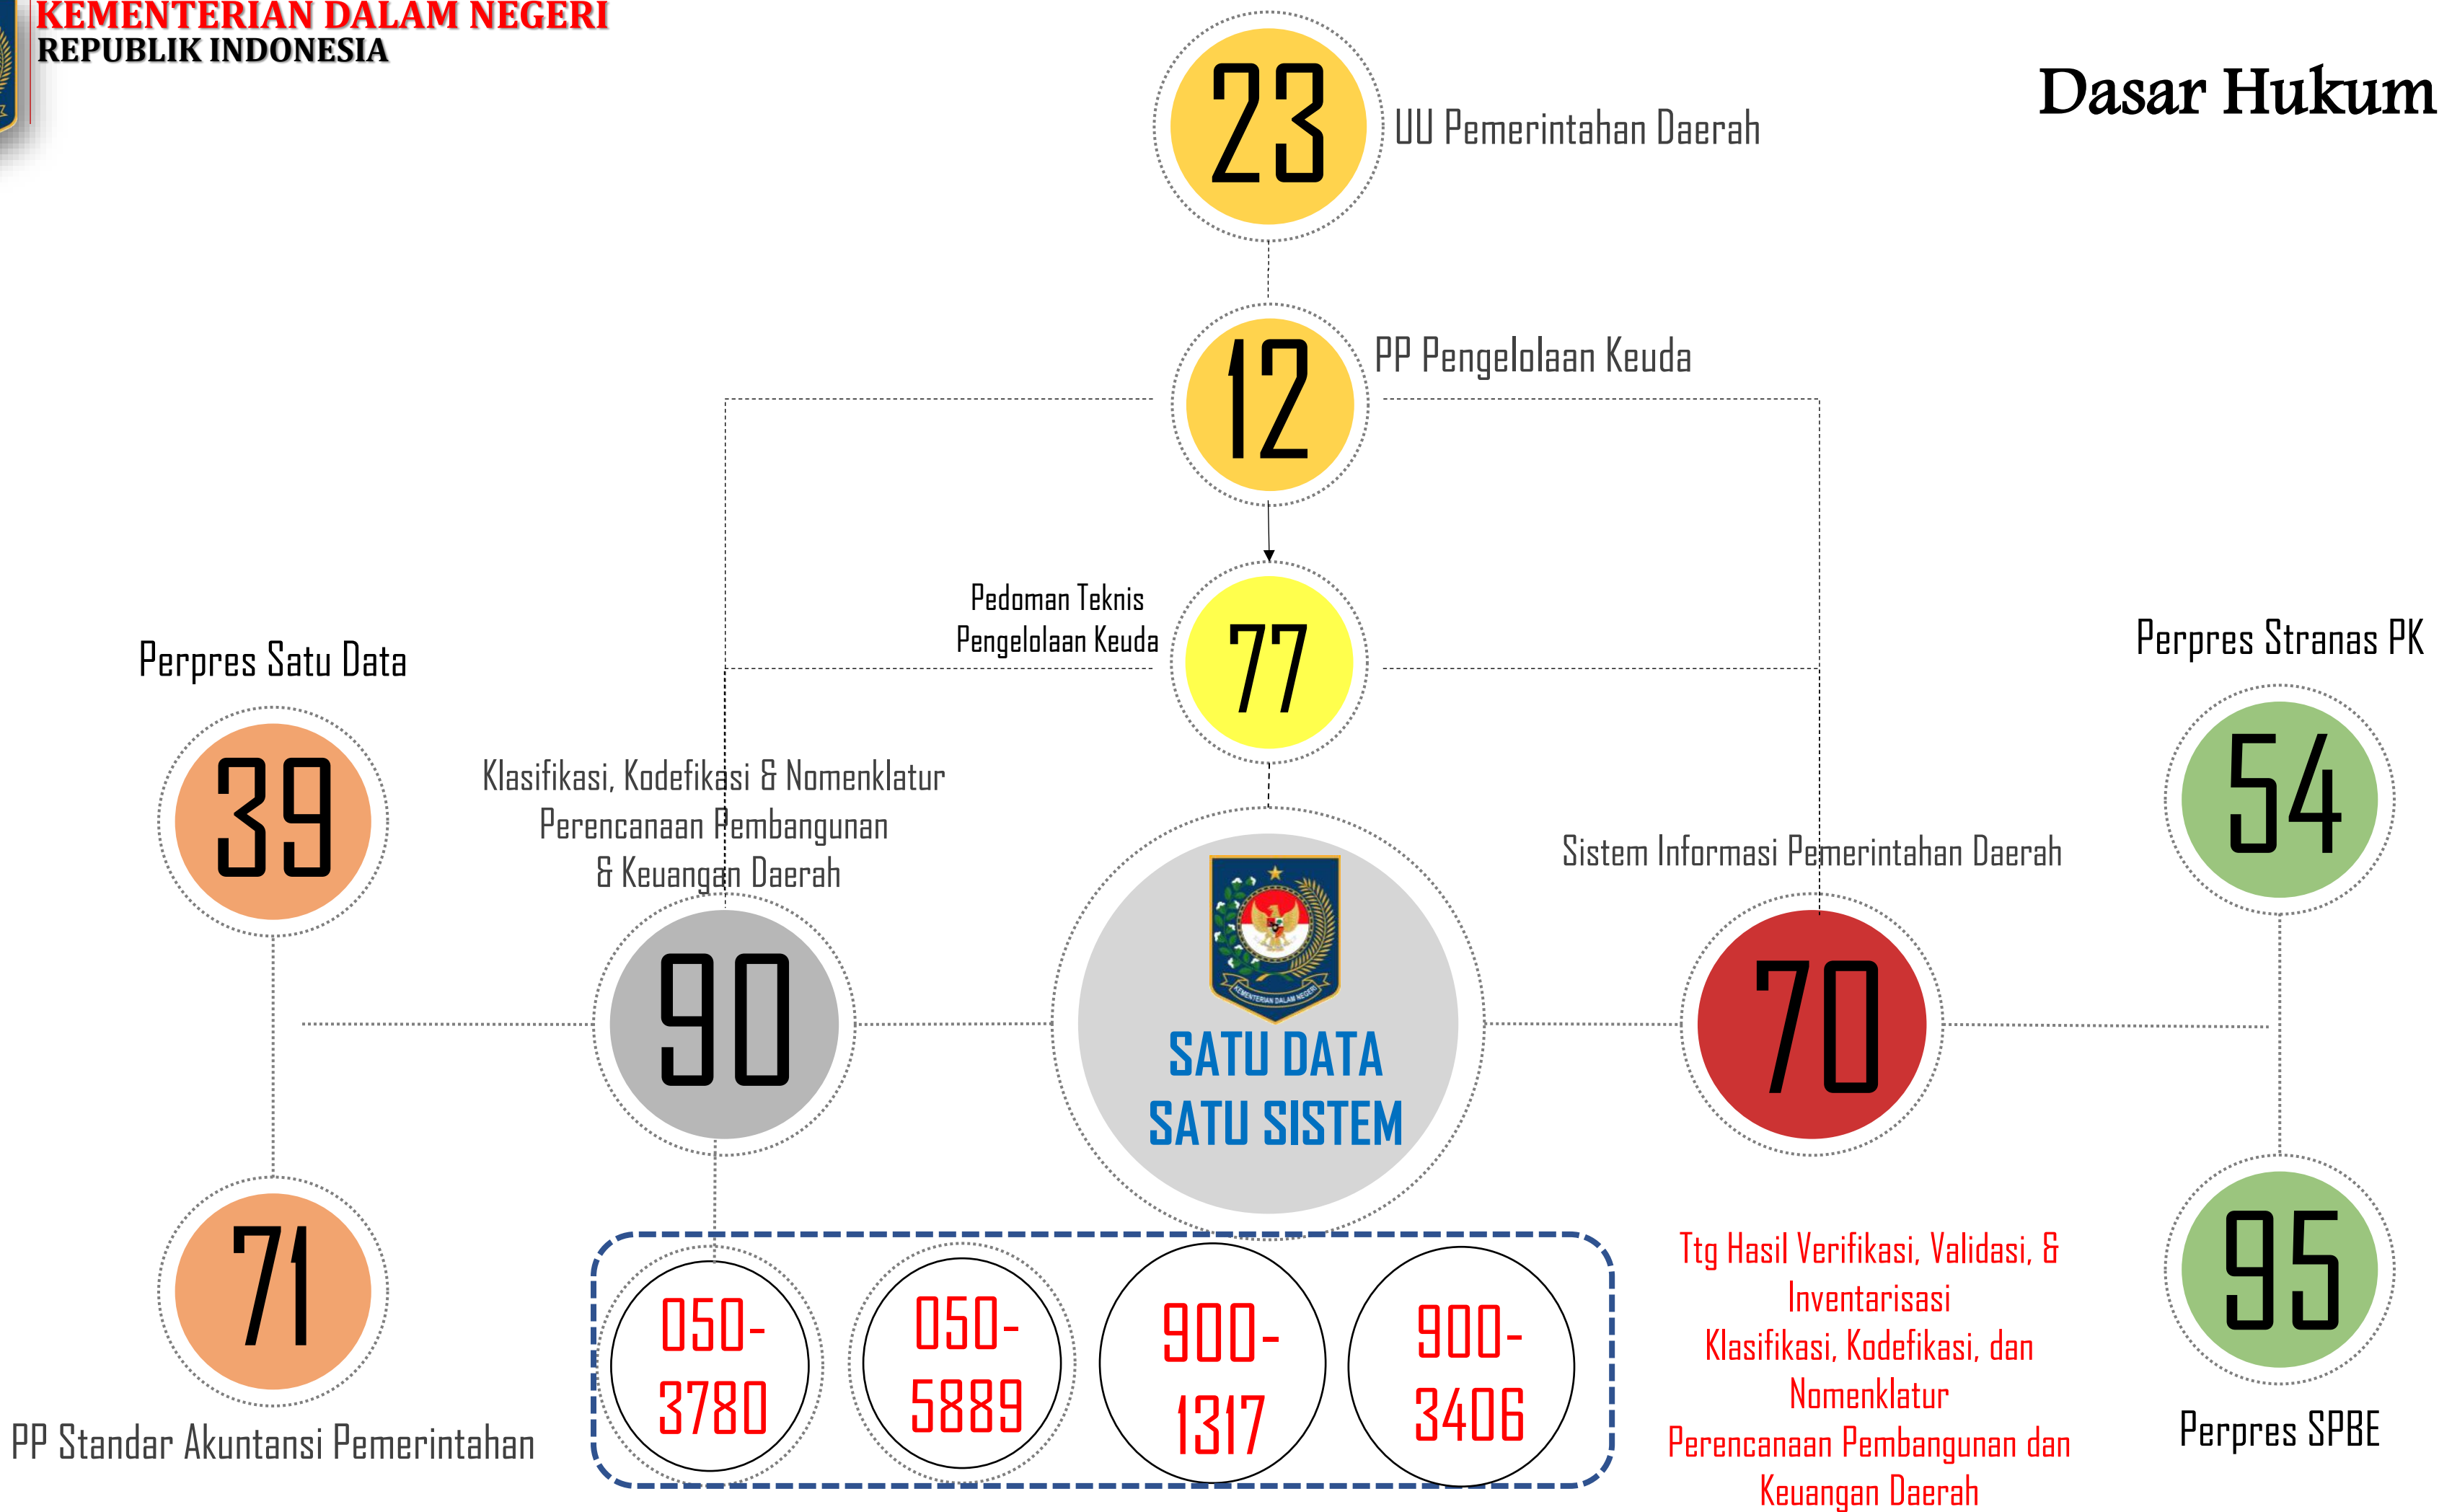 KEMENTERIAN DALAM NEGERI
REPUBLIK INDONESIA
Dasar Hukum
23
UU Pemerintahan Daerah
12
PP Pengelolaan Keuda
Pedoman Teknis
Pengelolaan Keuda
77
Perpres Satu Data
39
Klasifikasi, Kodefikasi & Nomenklatur
Perencanaan Pembangunan
& Keuangan Daerah
90
KEMENTERIAN DALAM NEGERI
SATU DATA
SATU SISTEM
Sistem Informasi Pemerintahan Daerah
70
Perpres Stranas PK
54
71
PP Standar Akuntansi Pemerintahan
050-
3780
050-
5889
900-
1317
900-
3406
Ttg Hasil Verifikasi, Validasi, &
Inventarisasi
Klasifikasi, Kodefikasi, dan
Nomenklatur
Perencanaan Pembangunan dan
Keuangan Daerah
95
Perpres SPBE